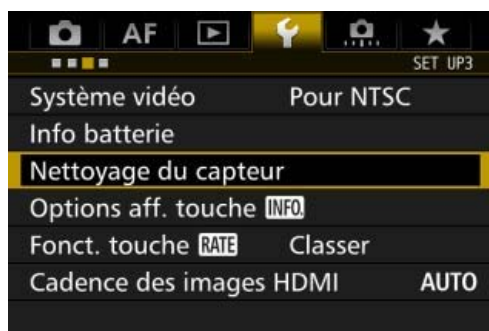 AF
SET UP3
Système vidéo Pour NTSC
Info batterie
Nettoyage du capteur
Options aff. touche INFO.
Fonct. touche RATE Classer
Cadence des images HDMI AUTO